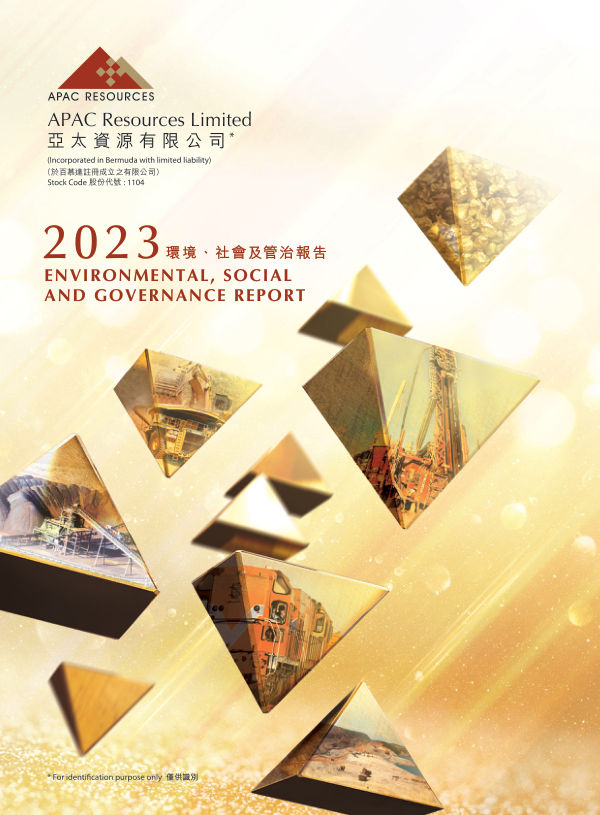 APAC RESOURCES
APAC Resources Limited
亞太資源有限公司*
(Incorporated in Bermuda with limited liability)
(於百慕達註冊成立之有限公司)
Stock Code 股份代號 : 1104
2023 環境、社會及管治報告
ENVIRONMENTAL, SOCIAL
AND GOVERNANCE REPORT
* For identification purpose only 僅供識別